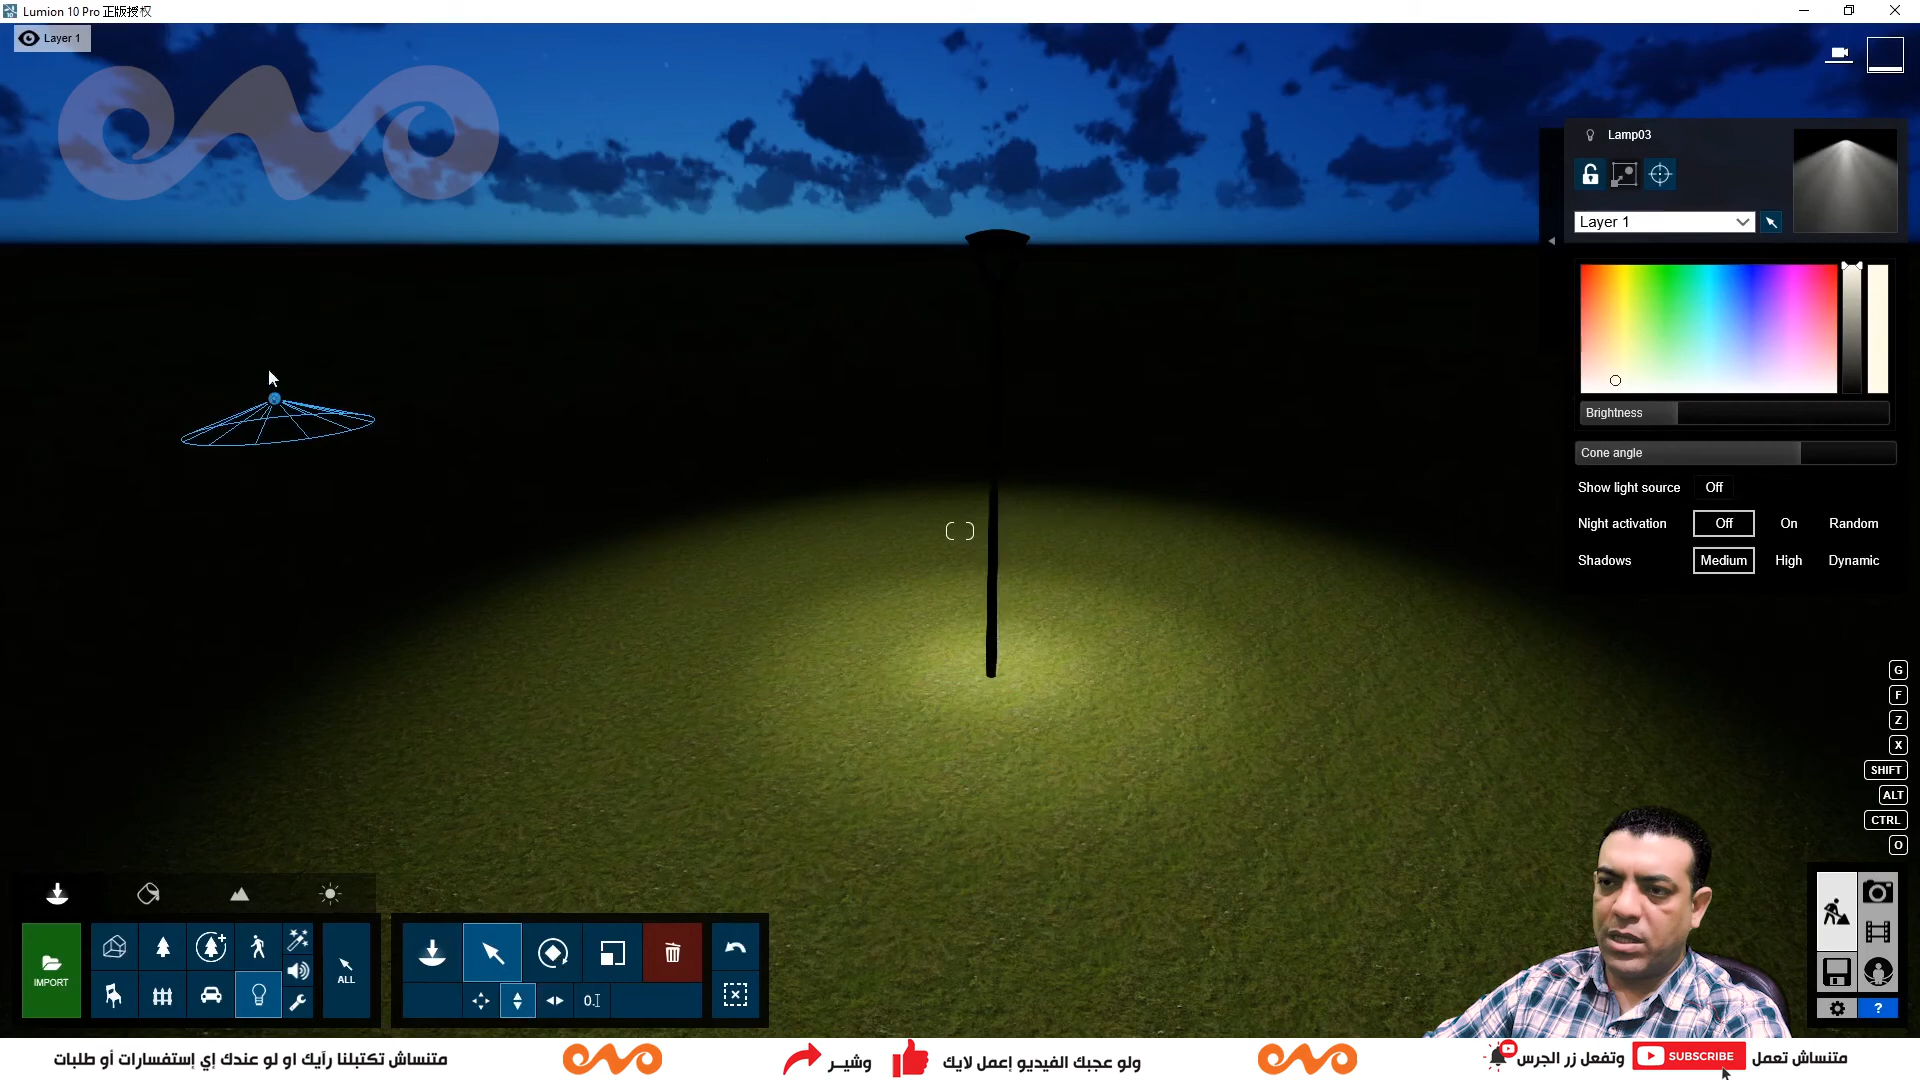 Lumion 10 Pro 正版授权
Layer 1
Lamp03
Layer 1
Brightness
Cone angle
Show light source Off
Night activation Off On Random
Shadows Medium High Dynamic
G
F
Z
X
SHIFT
ALT
CTRL
O
IMPORT
ALL
?
متنساش تكتبلنا رأيك او لو عندك إي إستفسارات أو طلبات
ولو عجبك الفيديو إعمل لايك
وشير
متنساش تعمل
SUBSCRIBE
وتفعل زر الجرس